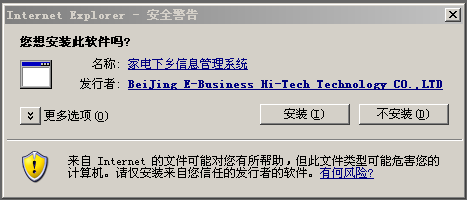 Internet Explorer - 安全警告
您想安装此软件吗?
名称: 家电下乡信息管理系统
发行者: BeiJing E-Business Hi-Tech Technology CO.,LTD
更多选项(O)
安装(I)
不安装(D)
来自 Internet 的文件可能对您有所帮助,但此文件类型可能危害您的
计算机。请仅安装来自您信任的发行者的软件。有何风险?